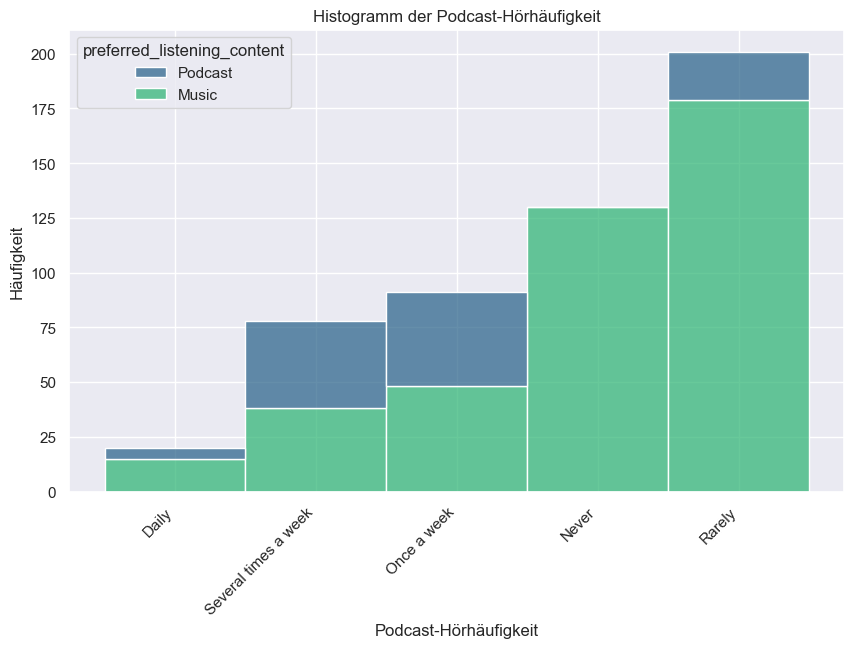 Histogramm der Podcast-Hörhäufigkeit
preferred_listening_content
Podcast
Music
200
175
150
125
100
75
50
25
0
Häufigkeit
Daily
Several times a week
Once a week
Never
Rarely
Podcast-Hörhäufigkeit